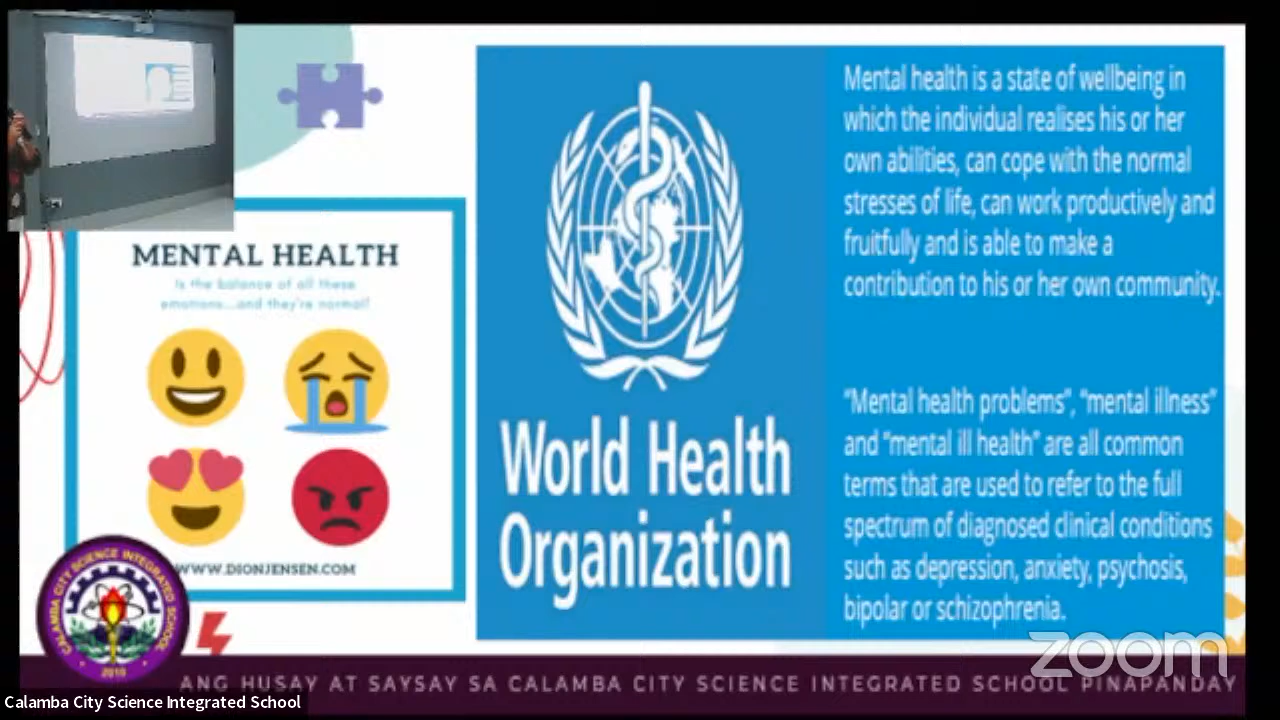 MENTAL HEALTH
Is the balance of all these
emotions...and they're normal!
WWW.DIONJENSEN.COM
World Health
Organization
Mental health is a state of wellbeing in
which the individual realises his or her
own abilities, can cope with the normal
stresses of life, can work productively and
fruitfully and is able to make a
contribution to his or her own community.
"Mental health problems", "mental illness"
and "mental ill health" are all common
terms that are used to refer to the full
spectrum of diagnosed clinical conditions
such as depression, anxiety, psychosis,
bipolar or schizophrenia.
CALAMBA CITY SCIENCE INTEGRATED SCHOOL
2010
zoom
ANG HUSAY AT SAYSAY SA CALAMBA CITY SCIENCE INTEGRATED SCHOOL PINAPANDAY
Calamba City Science Integrated School